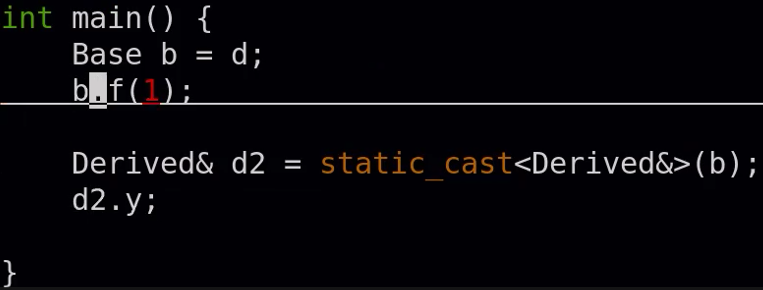 int main() {
    Base b = d;
    b.f(1);
    Derived& d2 = static_cast<Derived&>(b);
    d2.y;
}